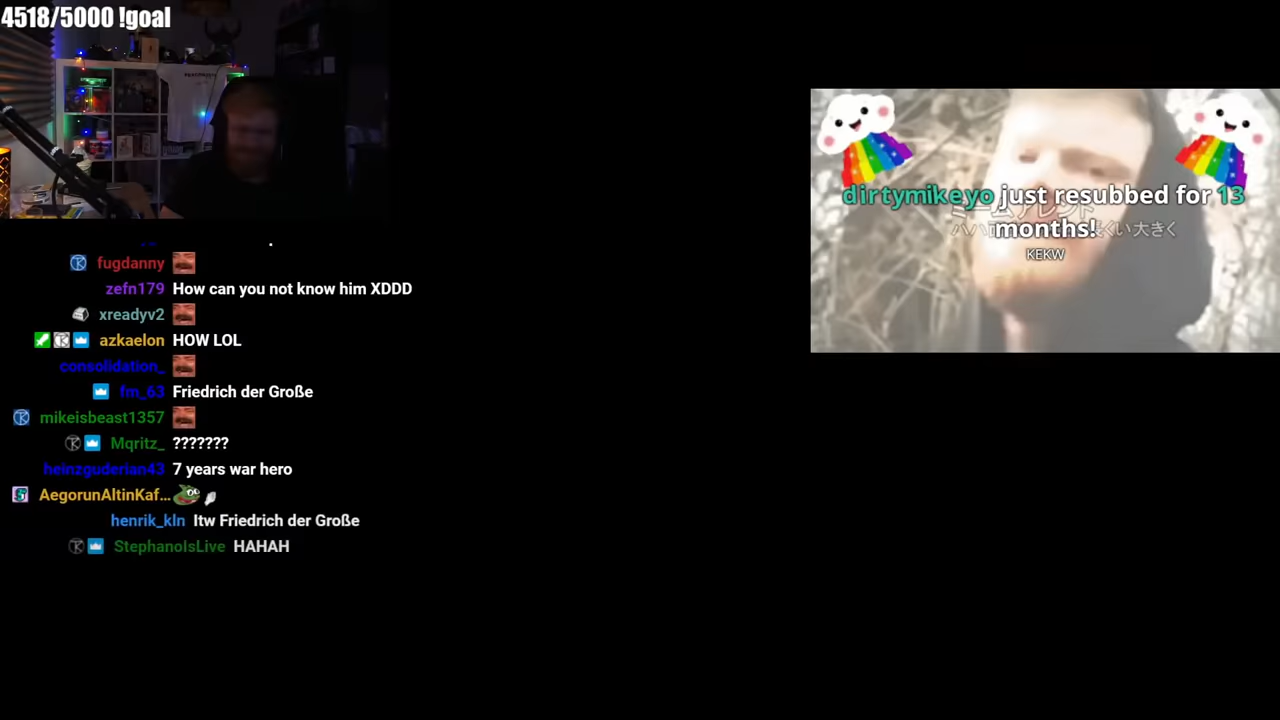 4518/5000 !goal
dirtymikeyo just resubbed for 13
months!
KEKW
fugdanny
zefn179 How can you not know him XDDD
xreadyv2
azkaelon HOW LOL
consolidation_
fm_63 Friedrich der Große
mikeisbeast1357
Mqritz_ ???????
heinzguderian43 7 years war hero
AegorunAltinKaf...
henrik_kln Itw Friedrich der Große
StephanoIsLive HAHAH